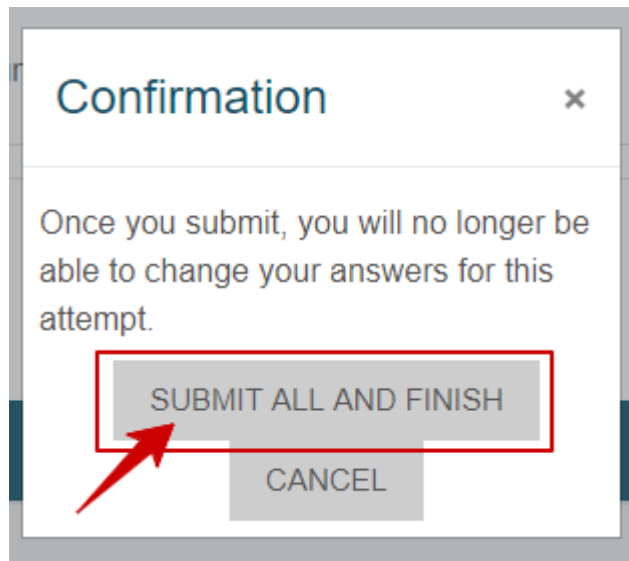 Confirmation ×
Once you submit, you will no longer be
able to change your answers for this
attempt.
SUBMIT ALL AND FINISH
CANCEL